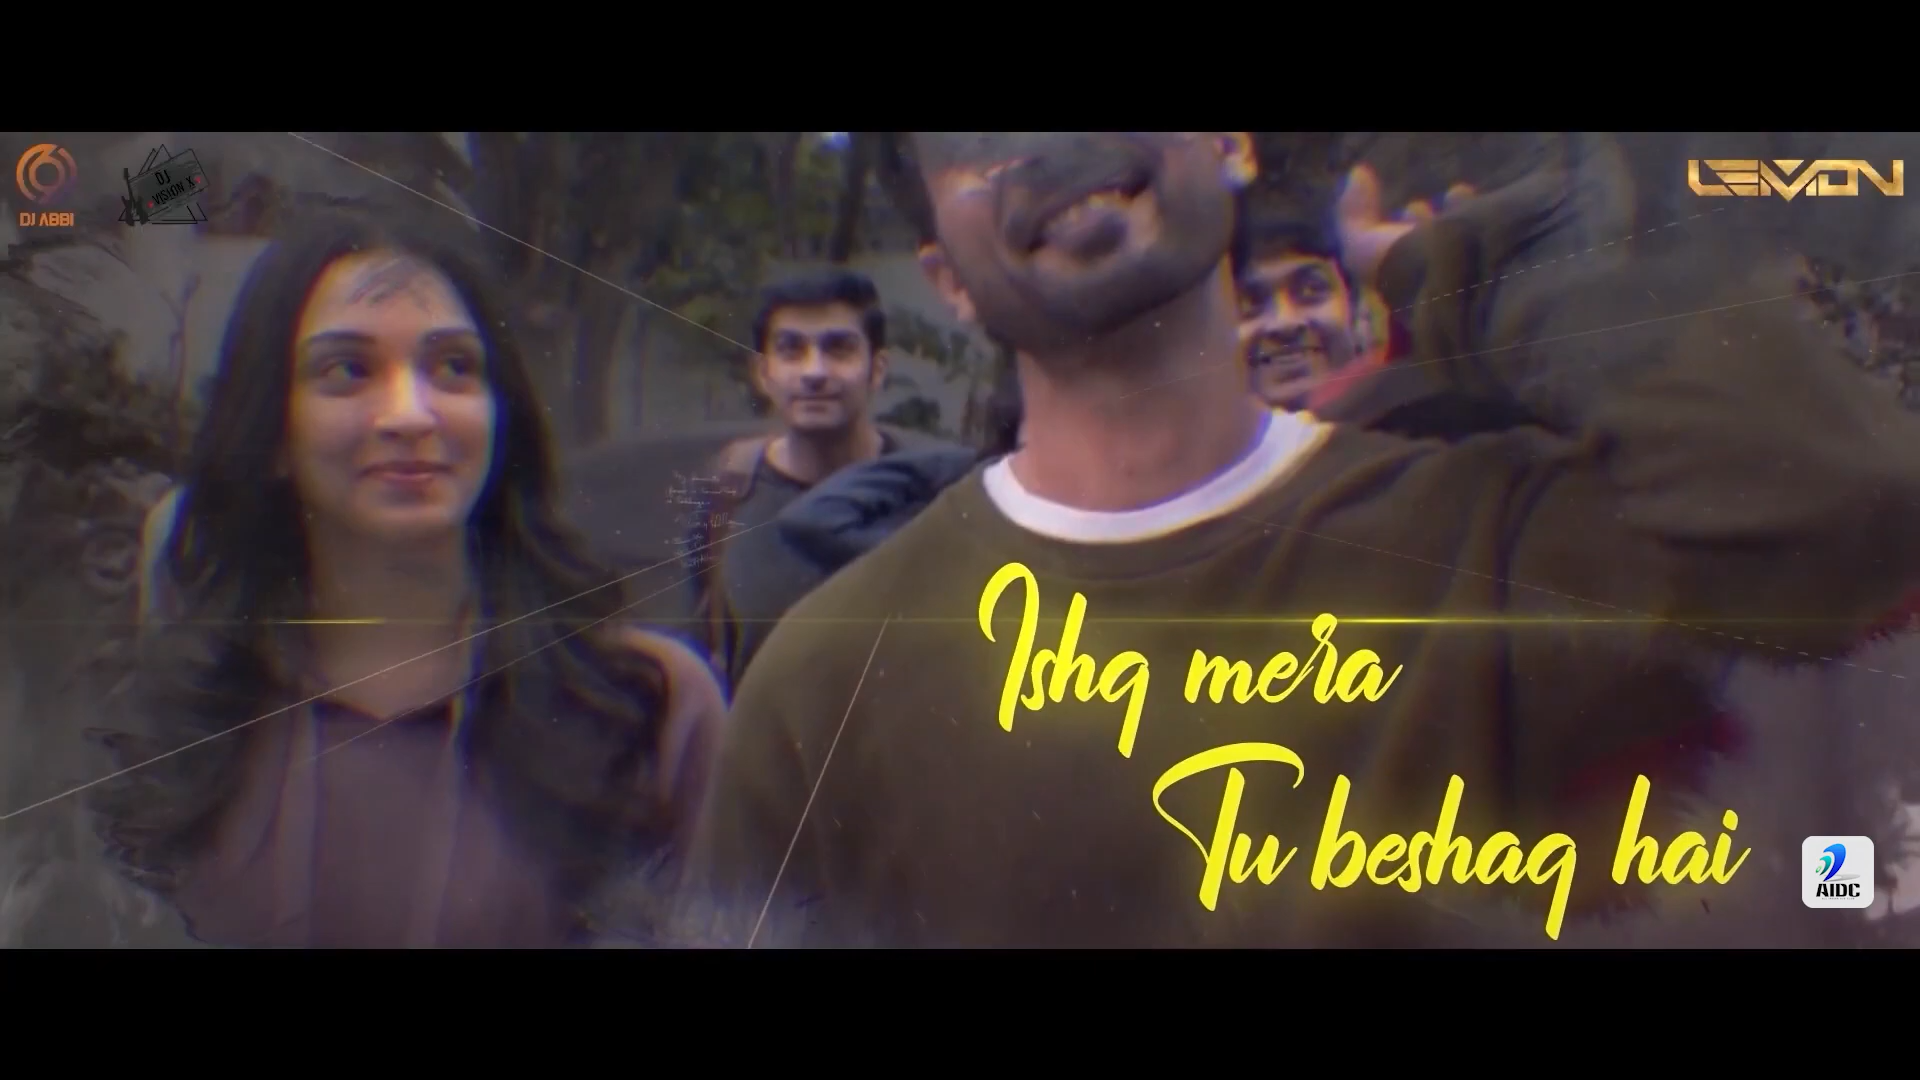 DJ ABBI
DJ
VISION X
LEMON
Ishq mera
Tu beshaq hai
AIDC